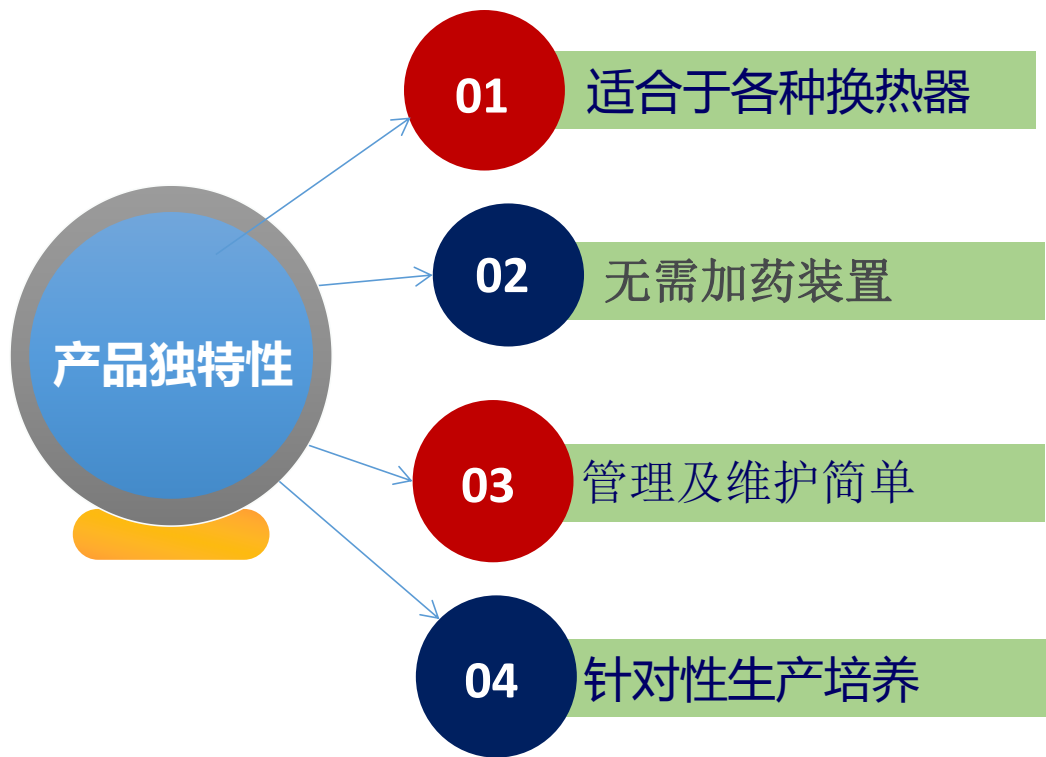 01
适合于各种换热器
02
无需加药装置
产品独特性
03
管理及维护简单
04
针对性生产培养